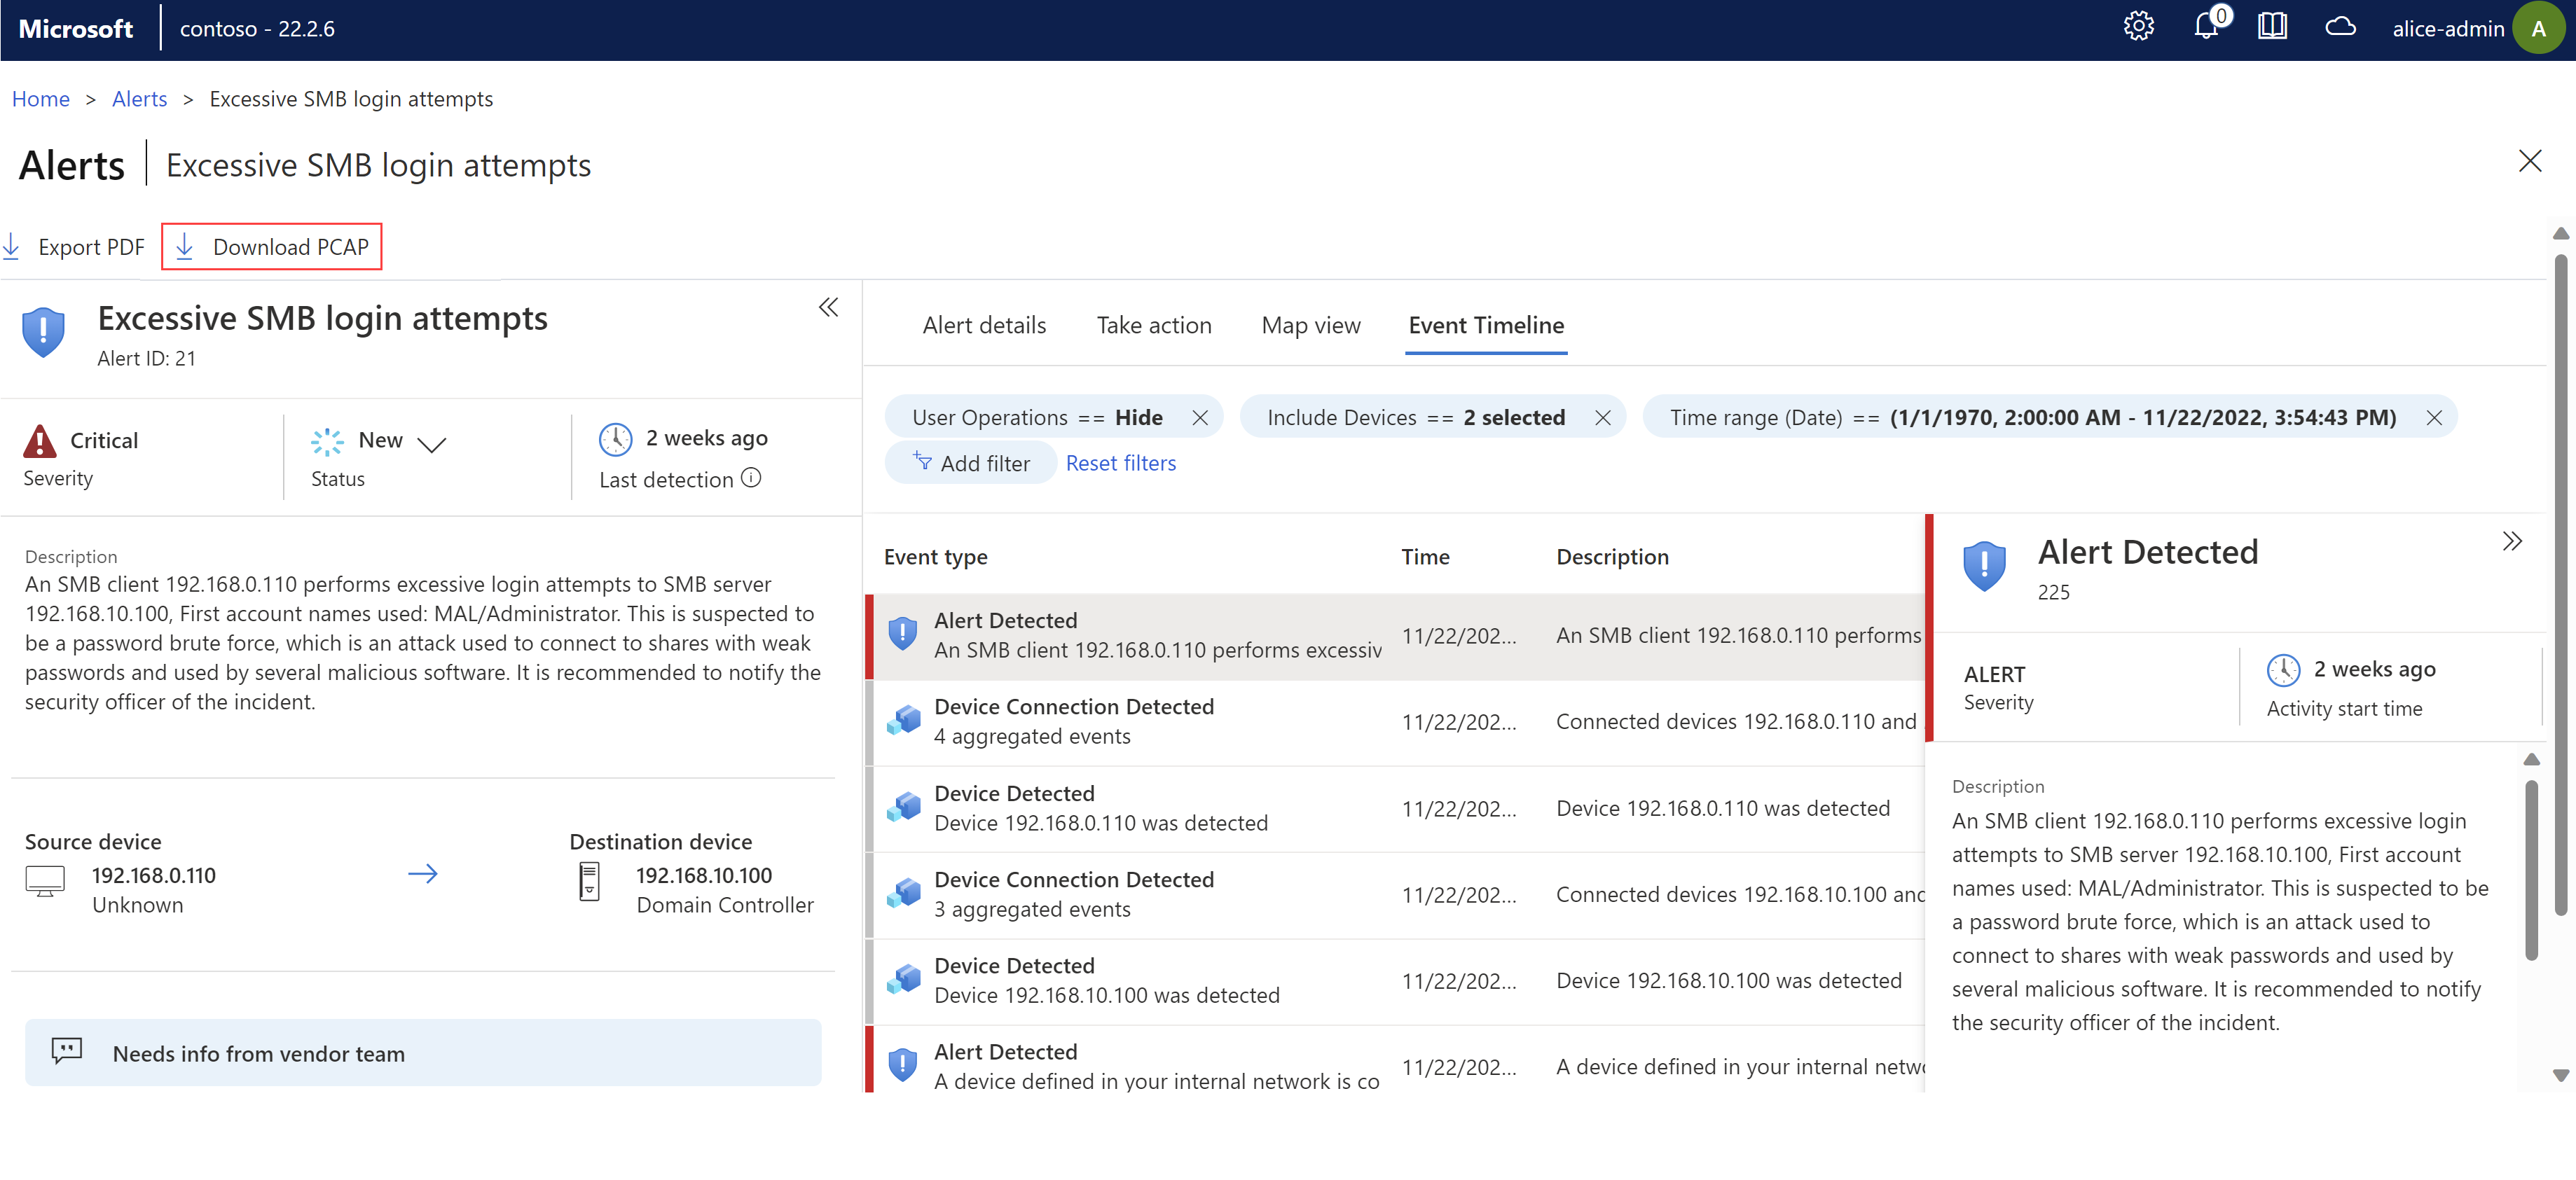 Microsoft
contoso - 22.2.6
0
alice-admin
A
Home > Alerts > Excessive SMB login attempts
Alerts
Excessive SMB login attempts
Export PDF
Download PCAP
Excessive SMB login attempts
Alert ID: 21
Critical
Severity
New
Status
2 weeks ago
Last detection
Description
An SMB client 192.168.0.110 performs excessive login attempts to SMB server
192.168.10.100, First account names used: MAL/Administrator. This is suspected to
be a password brute force, which is an attack used to connect to shares with weak
passwords and used by several malicious software. It is recommended to notify the
security officer of the incident.
Source device
192.168.0.110
Unknown
Destination device
192.168.10.100
Domain Controller
Needs info from vendor team
Alert details
Take action
Map view
Event Timeline
User Operations == Hide
Include Devices == 2 selected
Time range (Date) == (1/1/1970, 2:00:00 AM - 11/22/2022, 3:54:43 PM)
Add filter
Reset filters
Event type
Time
Description
Alert Detected
An SMB client 192.168.0.110 performs excessiv
11/22/202...
An SMB client 192.168.0.110 performs
Device Connection Detected
4 aggregated events
11/22/202...
Connected devices 192.168.0.110 and
Device Detected
Device 192.168.0.110 was detected
11/22/202...
Device 192.168.0.110 was detected
Device Connection Detected
3 aggregated events
11/22/202...
Connected devices 192.168.10.100 and
Device Detected
Device 192.168.10.100 was detected
11/22/202...
Device 192.168.10.100 was detected
Alert Detected
A device defined in your internal network is co
11/22/202...
A device defined in your internal netw
Alert Detected
225
ALERT
Severity
2 weeks ago
Activity start time
Description
An SMB client 192.168.0.110 performs excessive login
attempts to SMB server 192.168.10.100, First account
names used: MAL/Administrator. This is suspected to be
a password brute force, which is an attack used to
connect to shares with weak passwords and used by
several malicious software. It is recommended to notify
the security officer of the incident.